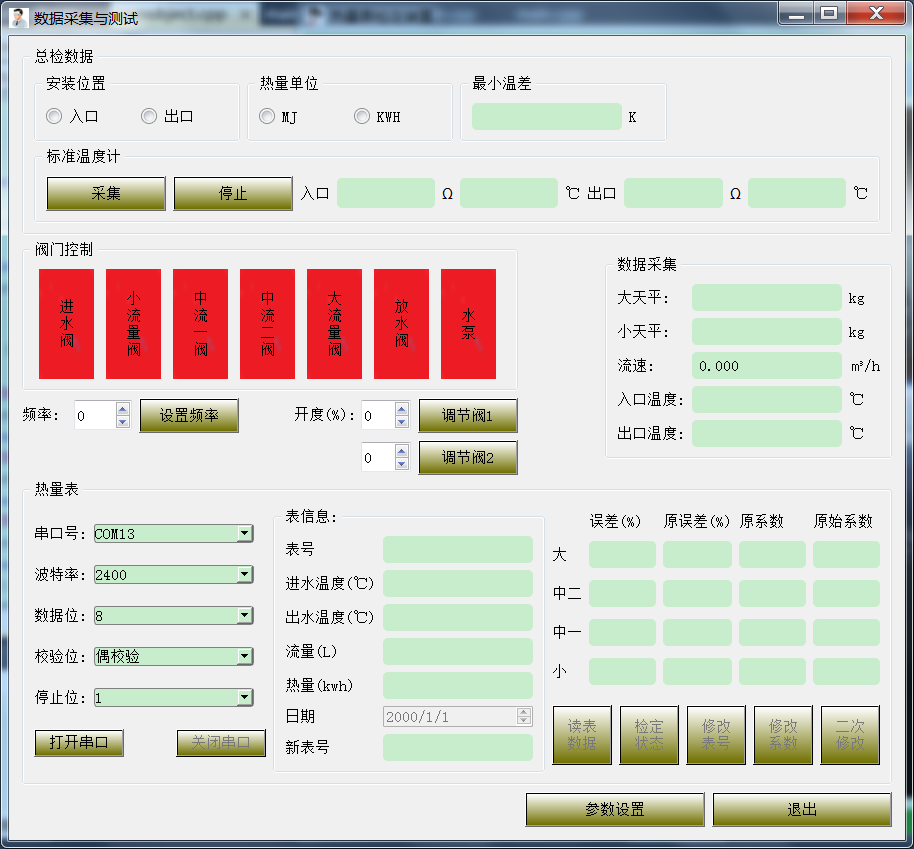 数据采集与测试
总检数据
安装位置
入口 出口
热量单位
MJ KWH
最小温差
K
标准温度计
采集 停止 入口 Ω ℃ 出口 Ω ℃
阀门控制
进水阀
小流量阀
中流一阀
中流二阀
大流量阀
放水阀
水泵
频率： 0 设置频率
开度(%)： 0 调节阀1
0 调节阀2
数据采集
大天平： kg
小天平： kg
流速： 0.000 m³/h
入口温度： ℃
出口温度： ℃
热量表
串口号： COM13
波特率： 2400
数据位： 8
校验位： 偶校验
停止位： 1
打开串口 关闭串口
表信息：
表号
进水温度(℃)
出水温度(℃)
流量(L)
热量(kwh)
日期 2000/1/1
新表号
误差(%) 原误差(%) 原系数 原始系数
大
中二
中一
小
读表数据
检定状态
修改表号
修改系数
二次修改
参数设置 退出